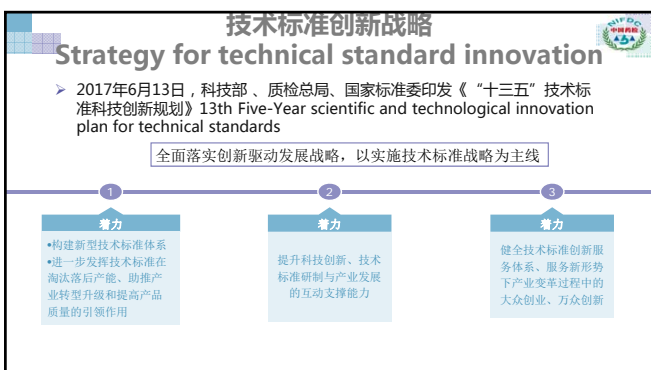 技术标准创新战略
Strategy for technical standard innovation
NIFDC
中国药检
2017年6月13日，科技部 、质检总局、国家标准委印发《 “十三五”技术标
准科技创新规划》13th Five-Year scientific and technological innovation
plan for technical standards
全面落实创新驱动发展战略，以实施技术标准战略为主线
1
2
3
着力
•构建新型技术标准体系
•进一步发挥技术标准在
淘汰落后产能、助推产
业转型升级和提高产品
质量的引领作用
着力
提升科技创新、技术
标准研制与产业发展
的互动支撑能力
着力
健全技术标准创新服
务体系、服务新形势
下产业变革过程中的
大众创业、万众创新